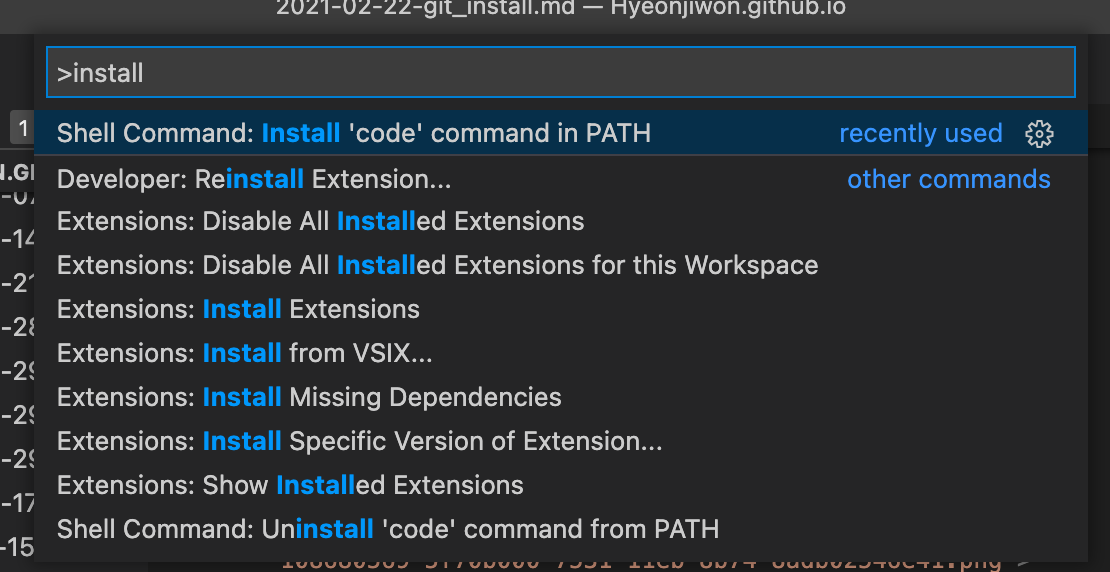 2021-02-22-git_install.md — Hyeonjiwon.github.io
>install
1
Shell Command: Install 'code' command in PATH recently used
Developer: Reinstall Extension... other commands
Extensions: Disable All Installed Extensions
-14
Extensions: Disable All Installed Extensions for this Workspace
-21
Extensions: Install Extensions
-28
Extensions: Install from VSIX...
-29
Extensions: Install Missing Dependencies
-29
Extensions: Install Specific Version of Extension...
-29
Extensions: Show Installed Extensions
-17
Shell Command: Uninstall 'code' command from PATH
-15